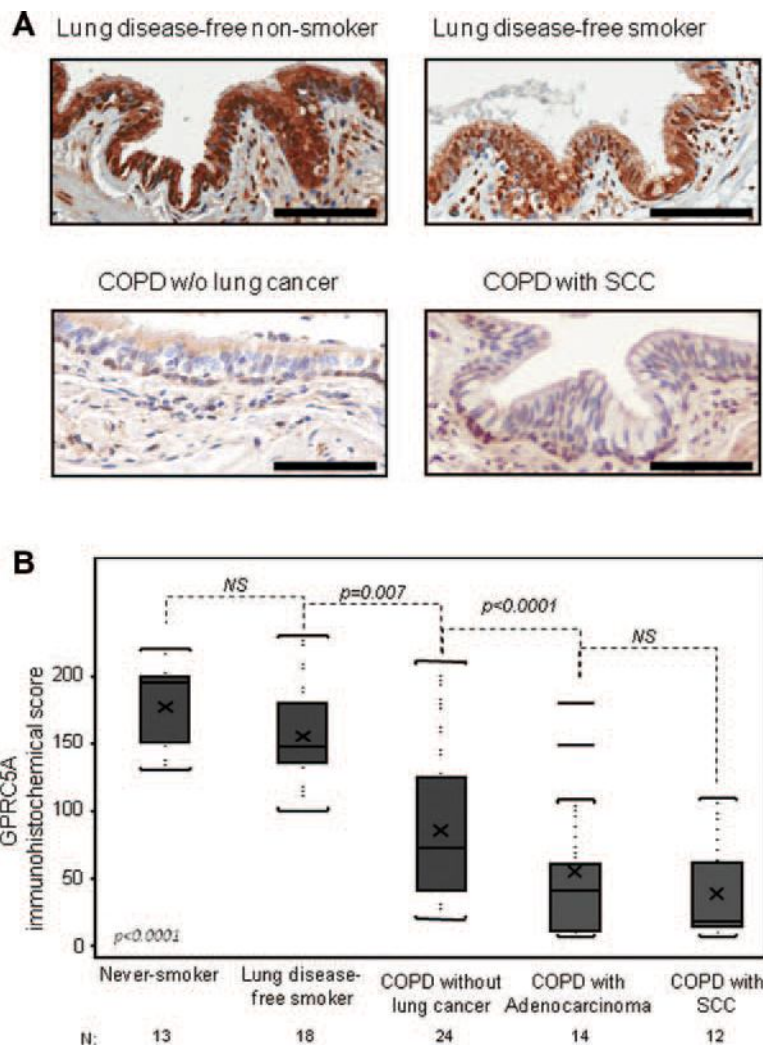 A
Lung disease-free non-smoker
Lung disease-free smoker
COPD w/o lung cancer
COPD with SCC
B
NS
p=0.007
p<0.0001
NS
GPRC5A
immunohistochemical score
200
150
100
50
0
p<0.0001
Never-smoker
Lung disease-
free smoker
COPD without
lung cancer
COPD with
Adenocarcinoma
COPD with
SCC
N: 13 18 24 14 12